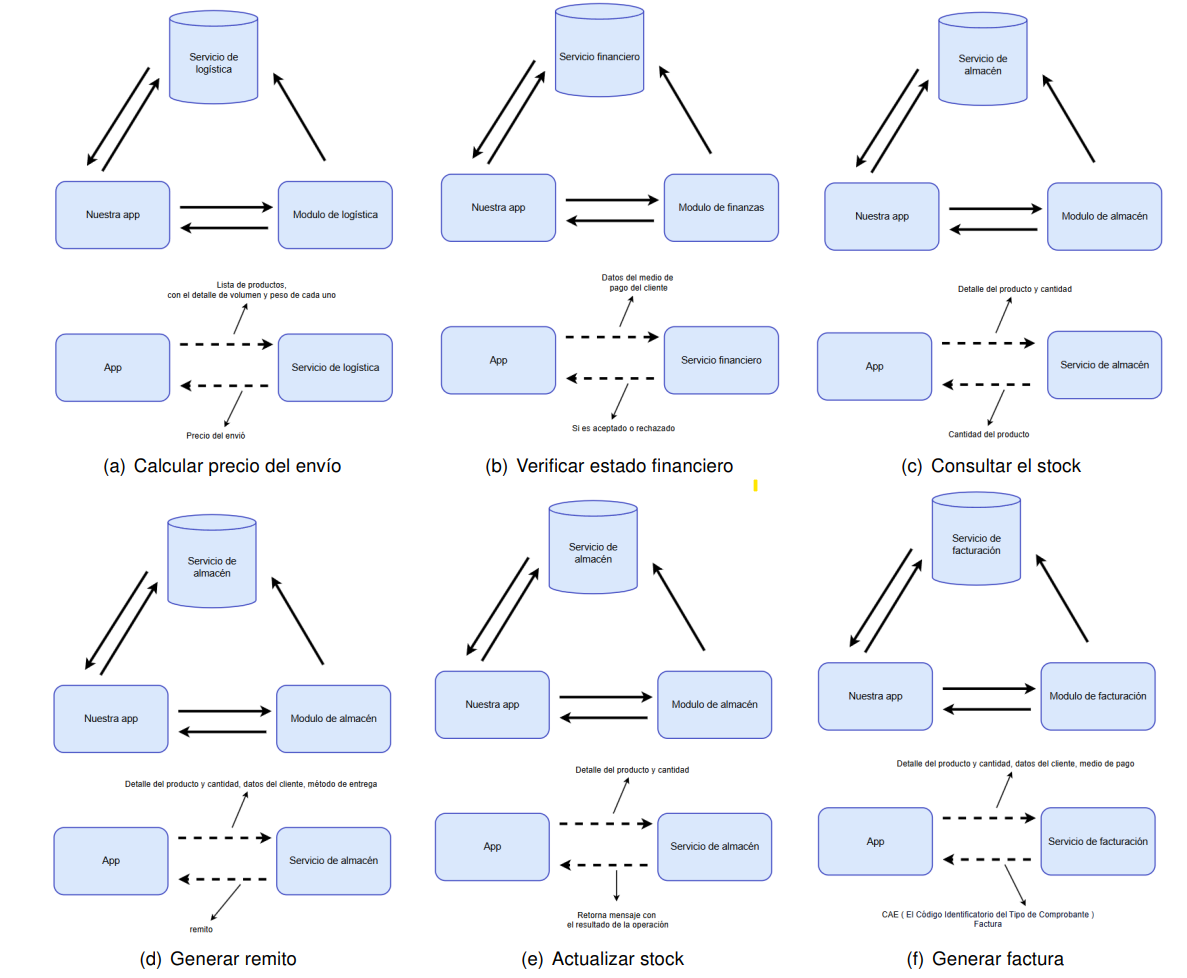 Servicio de
logística
Nuestra app
Modulo de logística
Lista de productos,
con el detalle de volumen y peso de cada uno
App
Servicio de logística
Precio del envió
(a) Calcular precio del envío
Servicio financiero
Nuestra app
Modulo de finanzas
Datos del medio de
pago del cliente
App
Servicio financiero
Si es aceptado o rechazado
(b) Verificar estado financiero
Servicio de
almacén
Nuestra app
Modulo de almacén
Detalle del producto y cantidad
App
Servicio de almacén
Cantidad del producto
(c) Consultar el stock
Servicio de
almacén
Nuestra app
Modulo de almacén
Detalle del producto y cantidad, datos del cliente, método de entrega
App
Servicio de almacén
remito
(d) Generar remito
Servicio de
almacén
Nuestra app
Modulo de almacén
Detalle del producto y cantidad
App
Servicio de almacén
Retorna mensaje con
el resultado de la operación
(e) Actualizar stock
Servicio de
facturación
Nuestra app
Modulo de facturación
Detalle del producto y cantidad, datos del cliente, medio de pago
App
Servicio de facturación
CAE ( El Código Identificatorio del Tipo de Comprobante )
Factura
(f) Generar factura